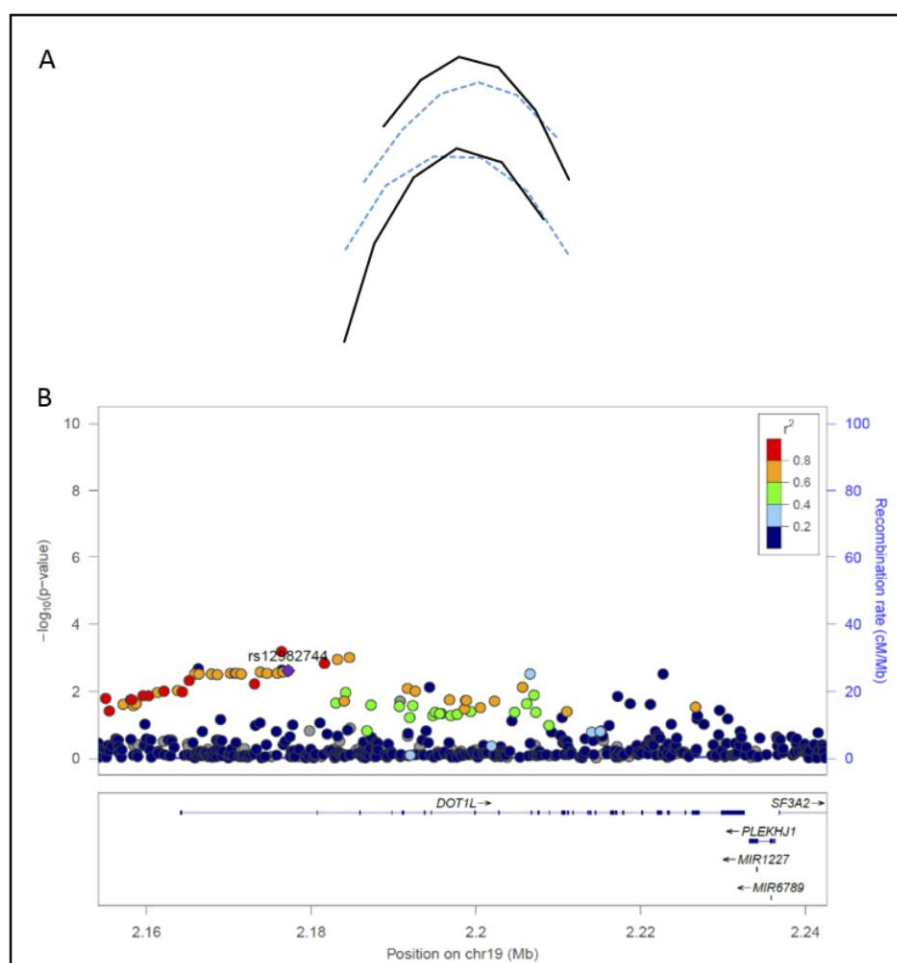 A
B
10
8
6
4
2
0
−log₁₀(p−value)
100
80
60
40
20
0
Recombination rate (cM/Mb)
r²
0.8
0.6
0.4
0.2
rs12982744
DOT1L→
SF3A2→
←PLEKHJ1
←MIR1227
←MIR6789
2.16 2.18 2.2 2.22 2.24
Position on chr19 (Mb)